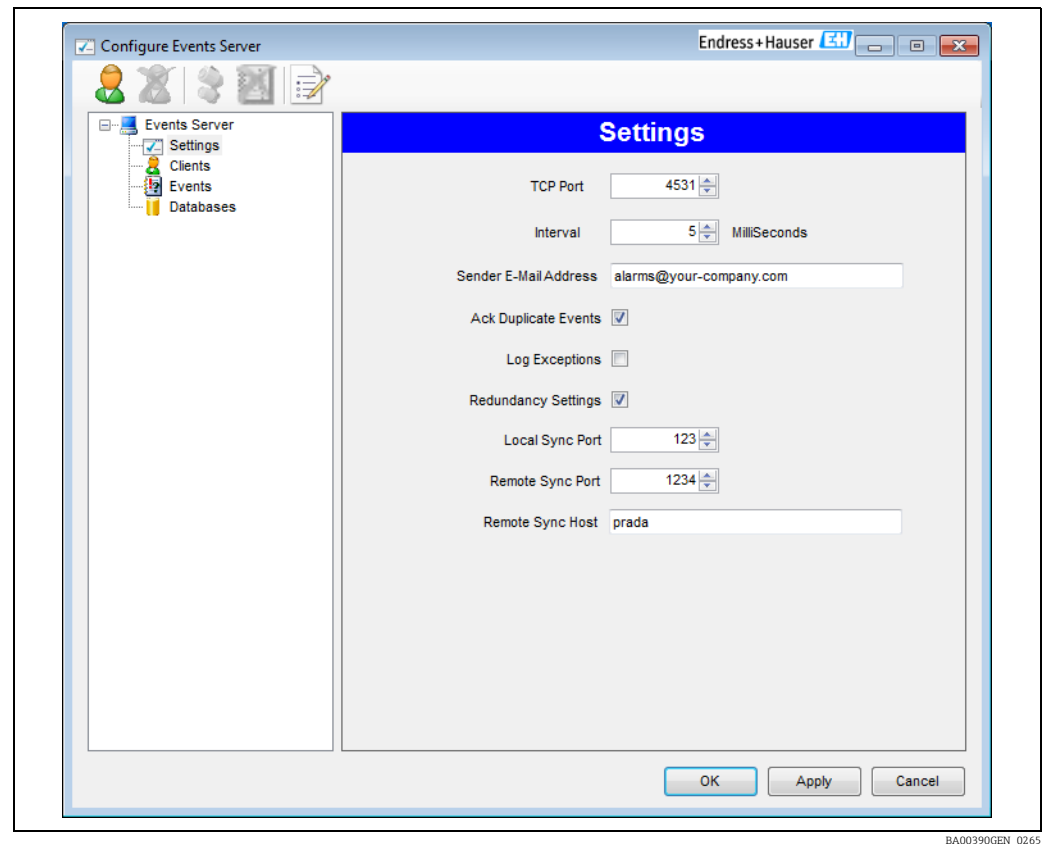 Configure Events Server
Endress+Hauser EH
Events Server
Settings
Clients
Events
Databases
Settings
TCP Port 4531
Interval 5 MilliSeconds
Sender E-Mail Address alarms@your-company.com
Ack Duplicate Events
Log Exceptions
Redundancy Settings
Local Sync Port 123
Remote Sync Port 1234
Remote Sync Host prada
OK Apply Cancel
BA00390GEN_0265